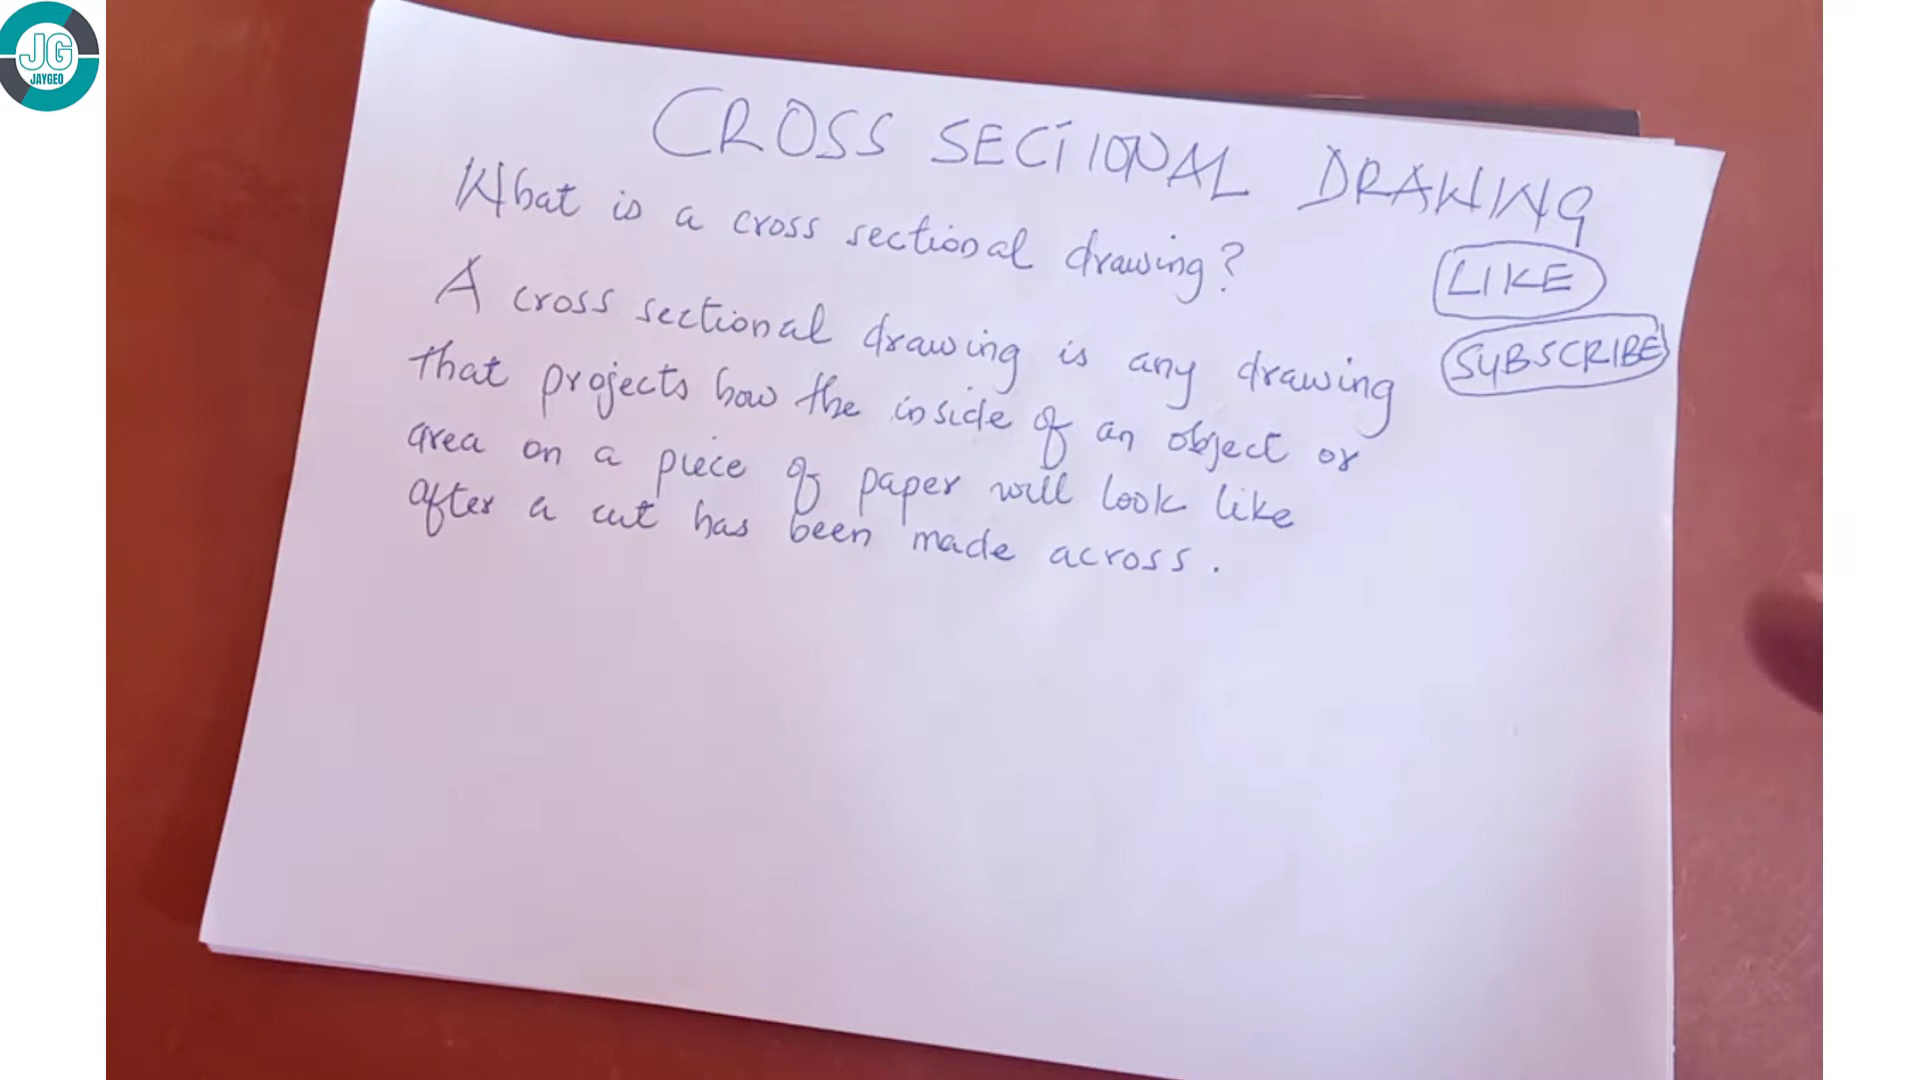 JG
JAYGEO
CROSS SECTIONAL DRAWING
What is a cross sectional drawing?
LIKE
A cross sectional drawing is any drawing
SUBSCRIBE
that projects how the inside of an object or
area on a piece of paper will look like
after a cut has been made across.